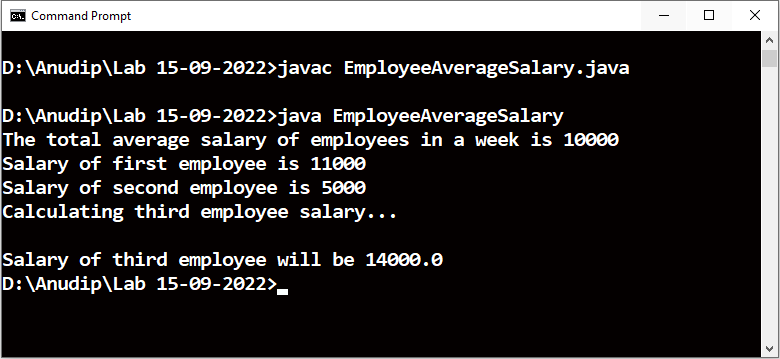 Command Prompt
D:\Anudip\Lab 15-09-2022>javac EmployeeAverageSalary.java
D:\Anudip\Lab 15-09-2022>java EmployeeAverageSalary
The total average salary of employees in a week is 10000
Salary of first employee is 11000
Salary of second employee is 5000
Calculating third employee salary...
Salary of third employee will be 14000.0
D:\Anudip\Lab 15-09-2022>